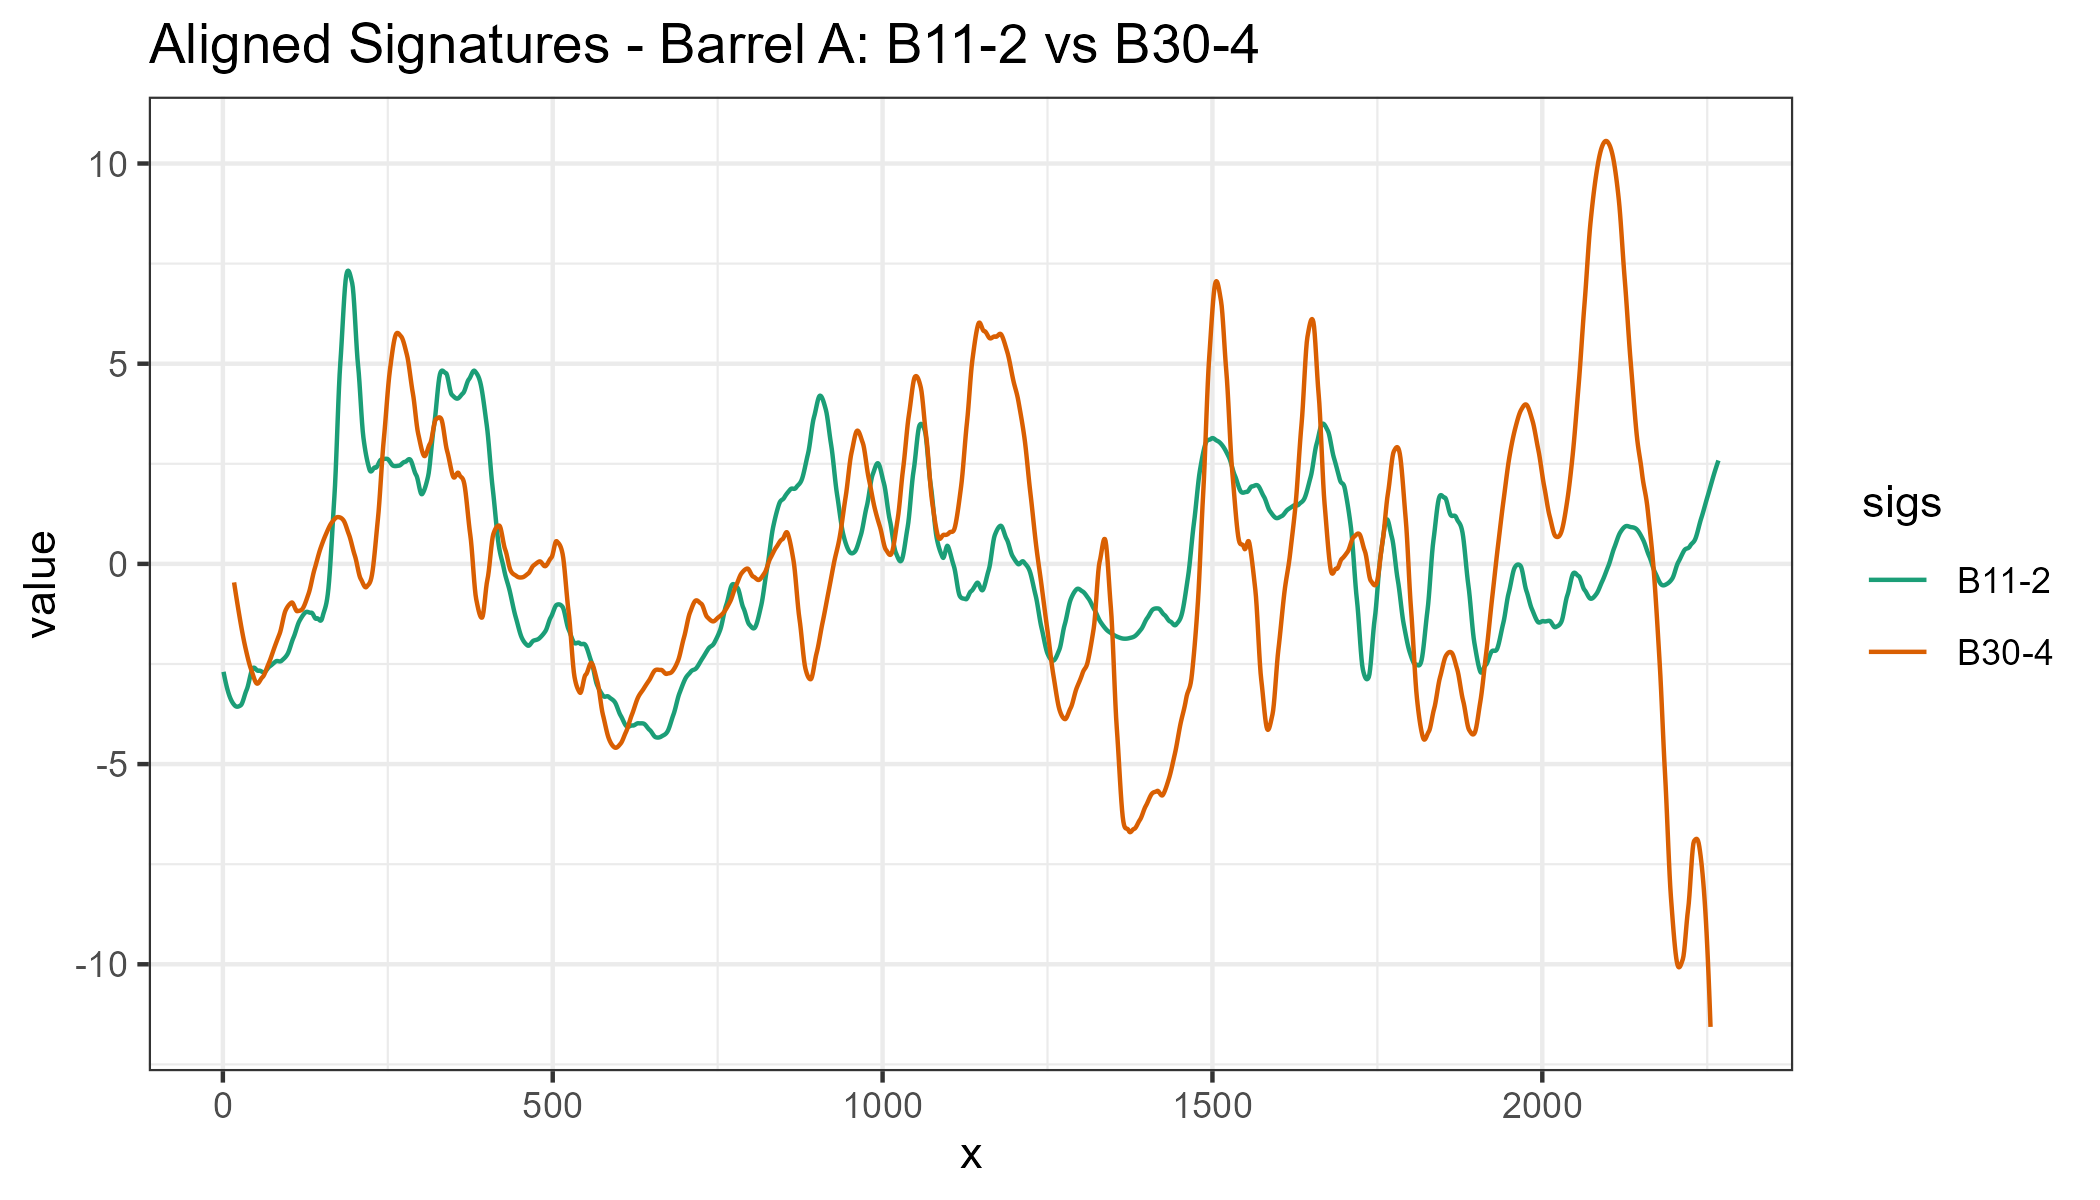 Aligned Signatures - Barrel A: B11-2 vs B30-4
10
5
0
-5
-10
value
0 500 1000 1500 2000
x
sigs
B11-2
B30-4